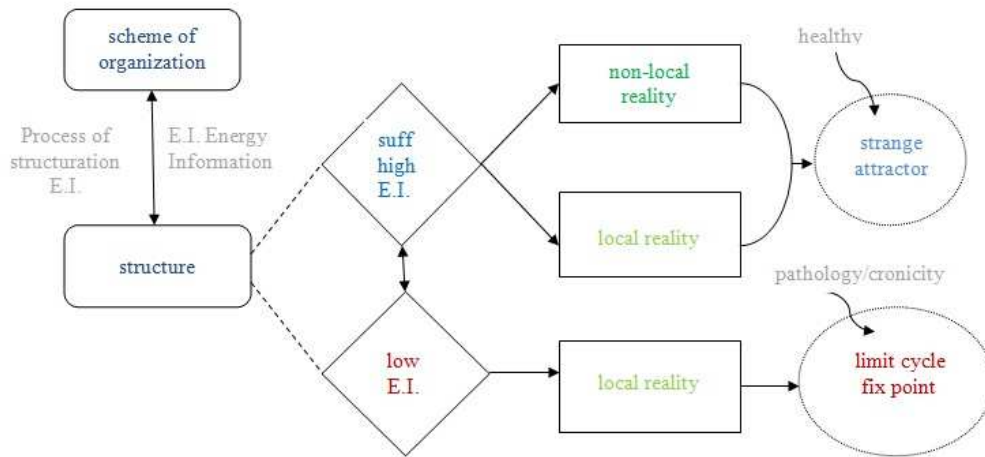 scheme of
organization
Process of
structuration
E.I.
E.I. Energy
Information
structure
suff
high
E.I.
low
E.I.
non-local
reality
local reality
local reality
healthy
strange
attractor
pathology/cronicity
limit cycle
fix point